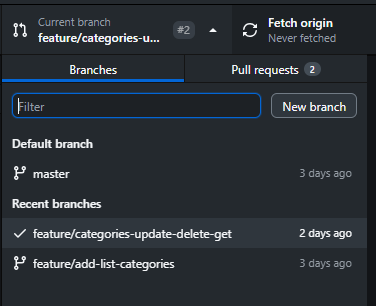 Current branch
feature/categories-u...
#2
Fetch origin
Never fetched
Branches
Pull requests 2
Filter
New branch
Default branch
master 3 days ago
Recent branches
feature/categories-update-delete-get 2 days ago
feature/add-list-categories 3 days ago